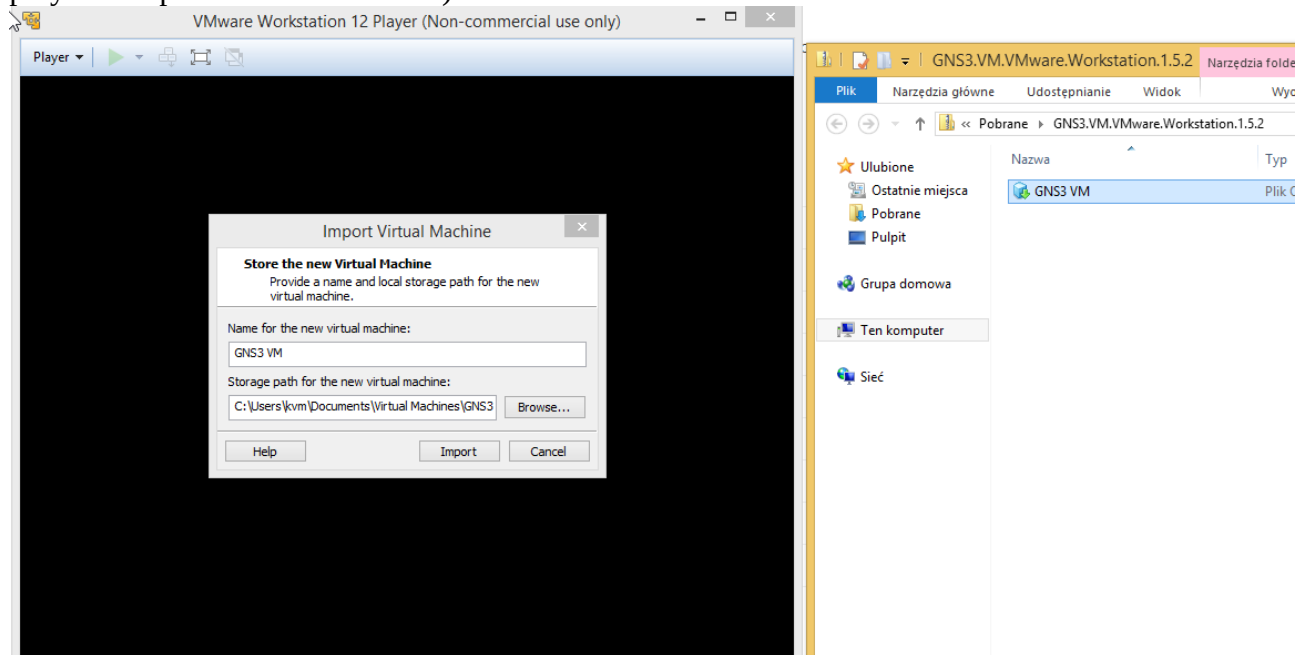 VMware Workstation 12 Player (Non-commercial use only)
Player
Import Virtual Machine
Store the new Virtual Machine
Provide a name and local storage path for the new
virtual machine.
Name for the new virtual machine:
GNS3 VM
Storage path for the new virtual machine:
C:\Users\kvm\Documents\Virtual Machines\GNS3
Browse...
Help
Import
Cancel
GNS3.VM.VMware.Workstation.1.5.2
Narzędzia folde
Plik
Narzędzia główne
Udostępnianie
Widok
Wyo
« Pobrane ▸ GNS3.VM.VMware.Workstation.1.5.2
Nazwa
Typ
GNS3 VM
Plik O
Ulubione
Ostatnie miejsca
Pobrane
Pulpit
Grupa domowa
Ten komputer
Sieć